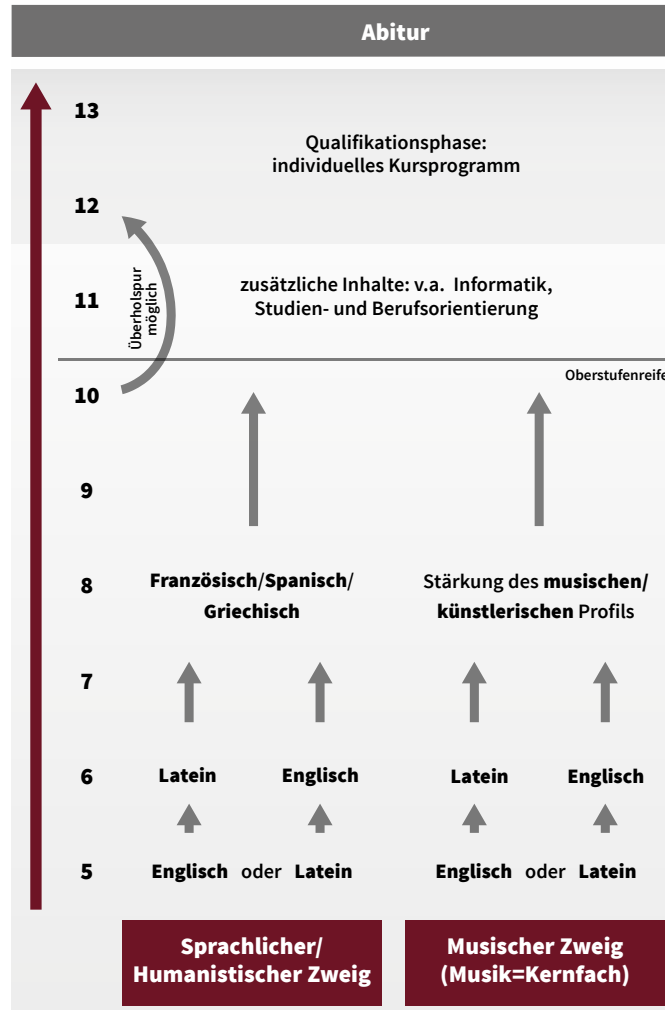 Abitur
13
Qualifikationsphase:
individuelles Kursprogramm
12
11
Überholspur
möglich
zusätzliche Inhalte: v.a. Informatik,
Studien- und Berufsorientierung
Oberstufenreife
10
9
8
Französisch/Spanisch/
Griechisch
Stärkung des musischen/
künstlerischen Profils
7
6
Latein Englisch Latein Englisch
5
Englisch oder Latein Englisch oder Latein
Sprachlicher/
Humanistischer Zweig
Musischer Zweig
(Musik=Kernfach)